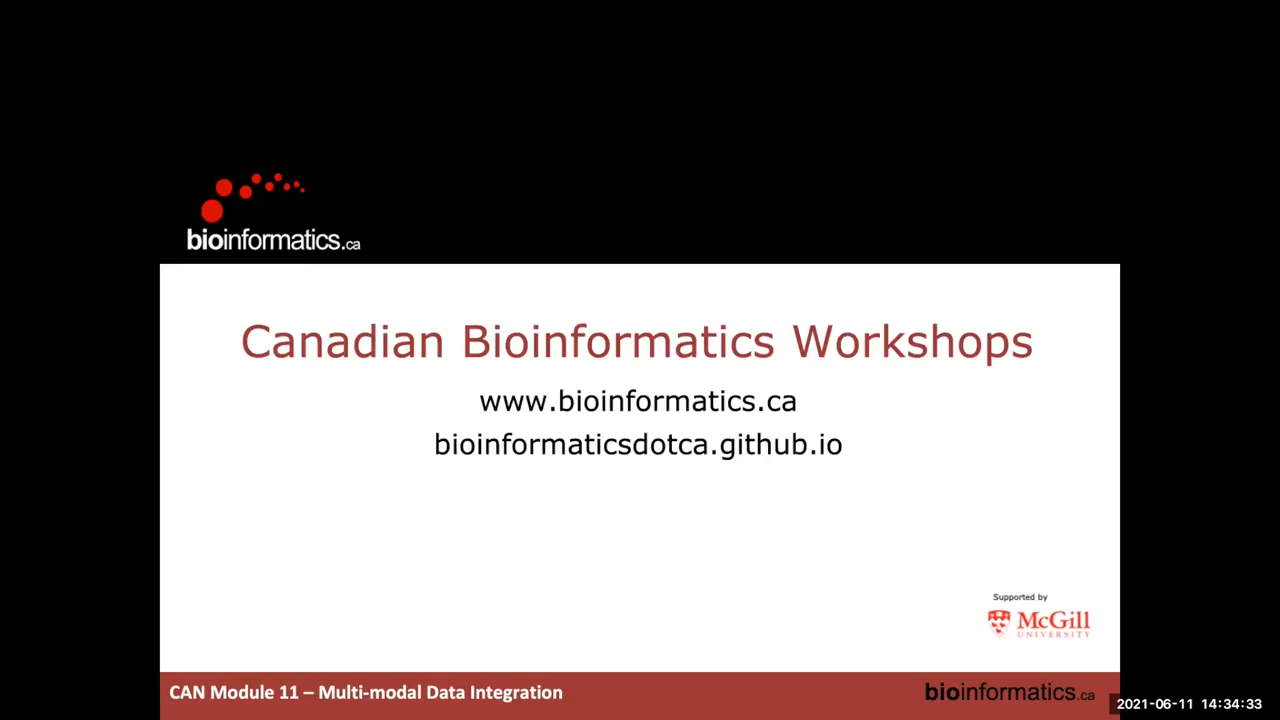 bioinformatics.ca
Canadian Bioinformatics Workshops
www.bioinformatics.ca
bioinformaticsdotca.github.io
Supported by
McGill
UNIVERSITY
CAN Module 11 – Multi-modal Data Integration
bioinformatics.ca
2021-06-11 14:34:33